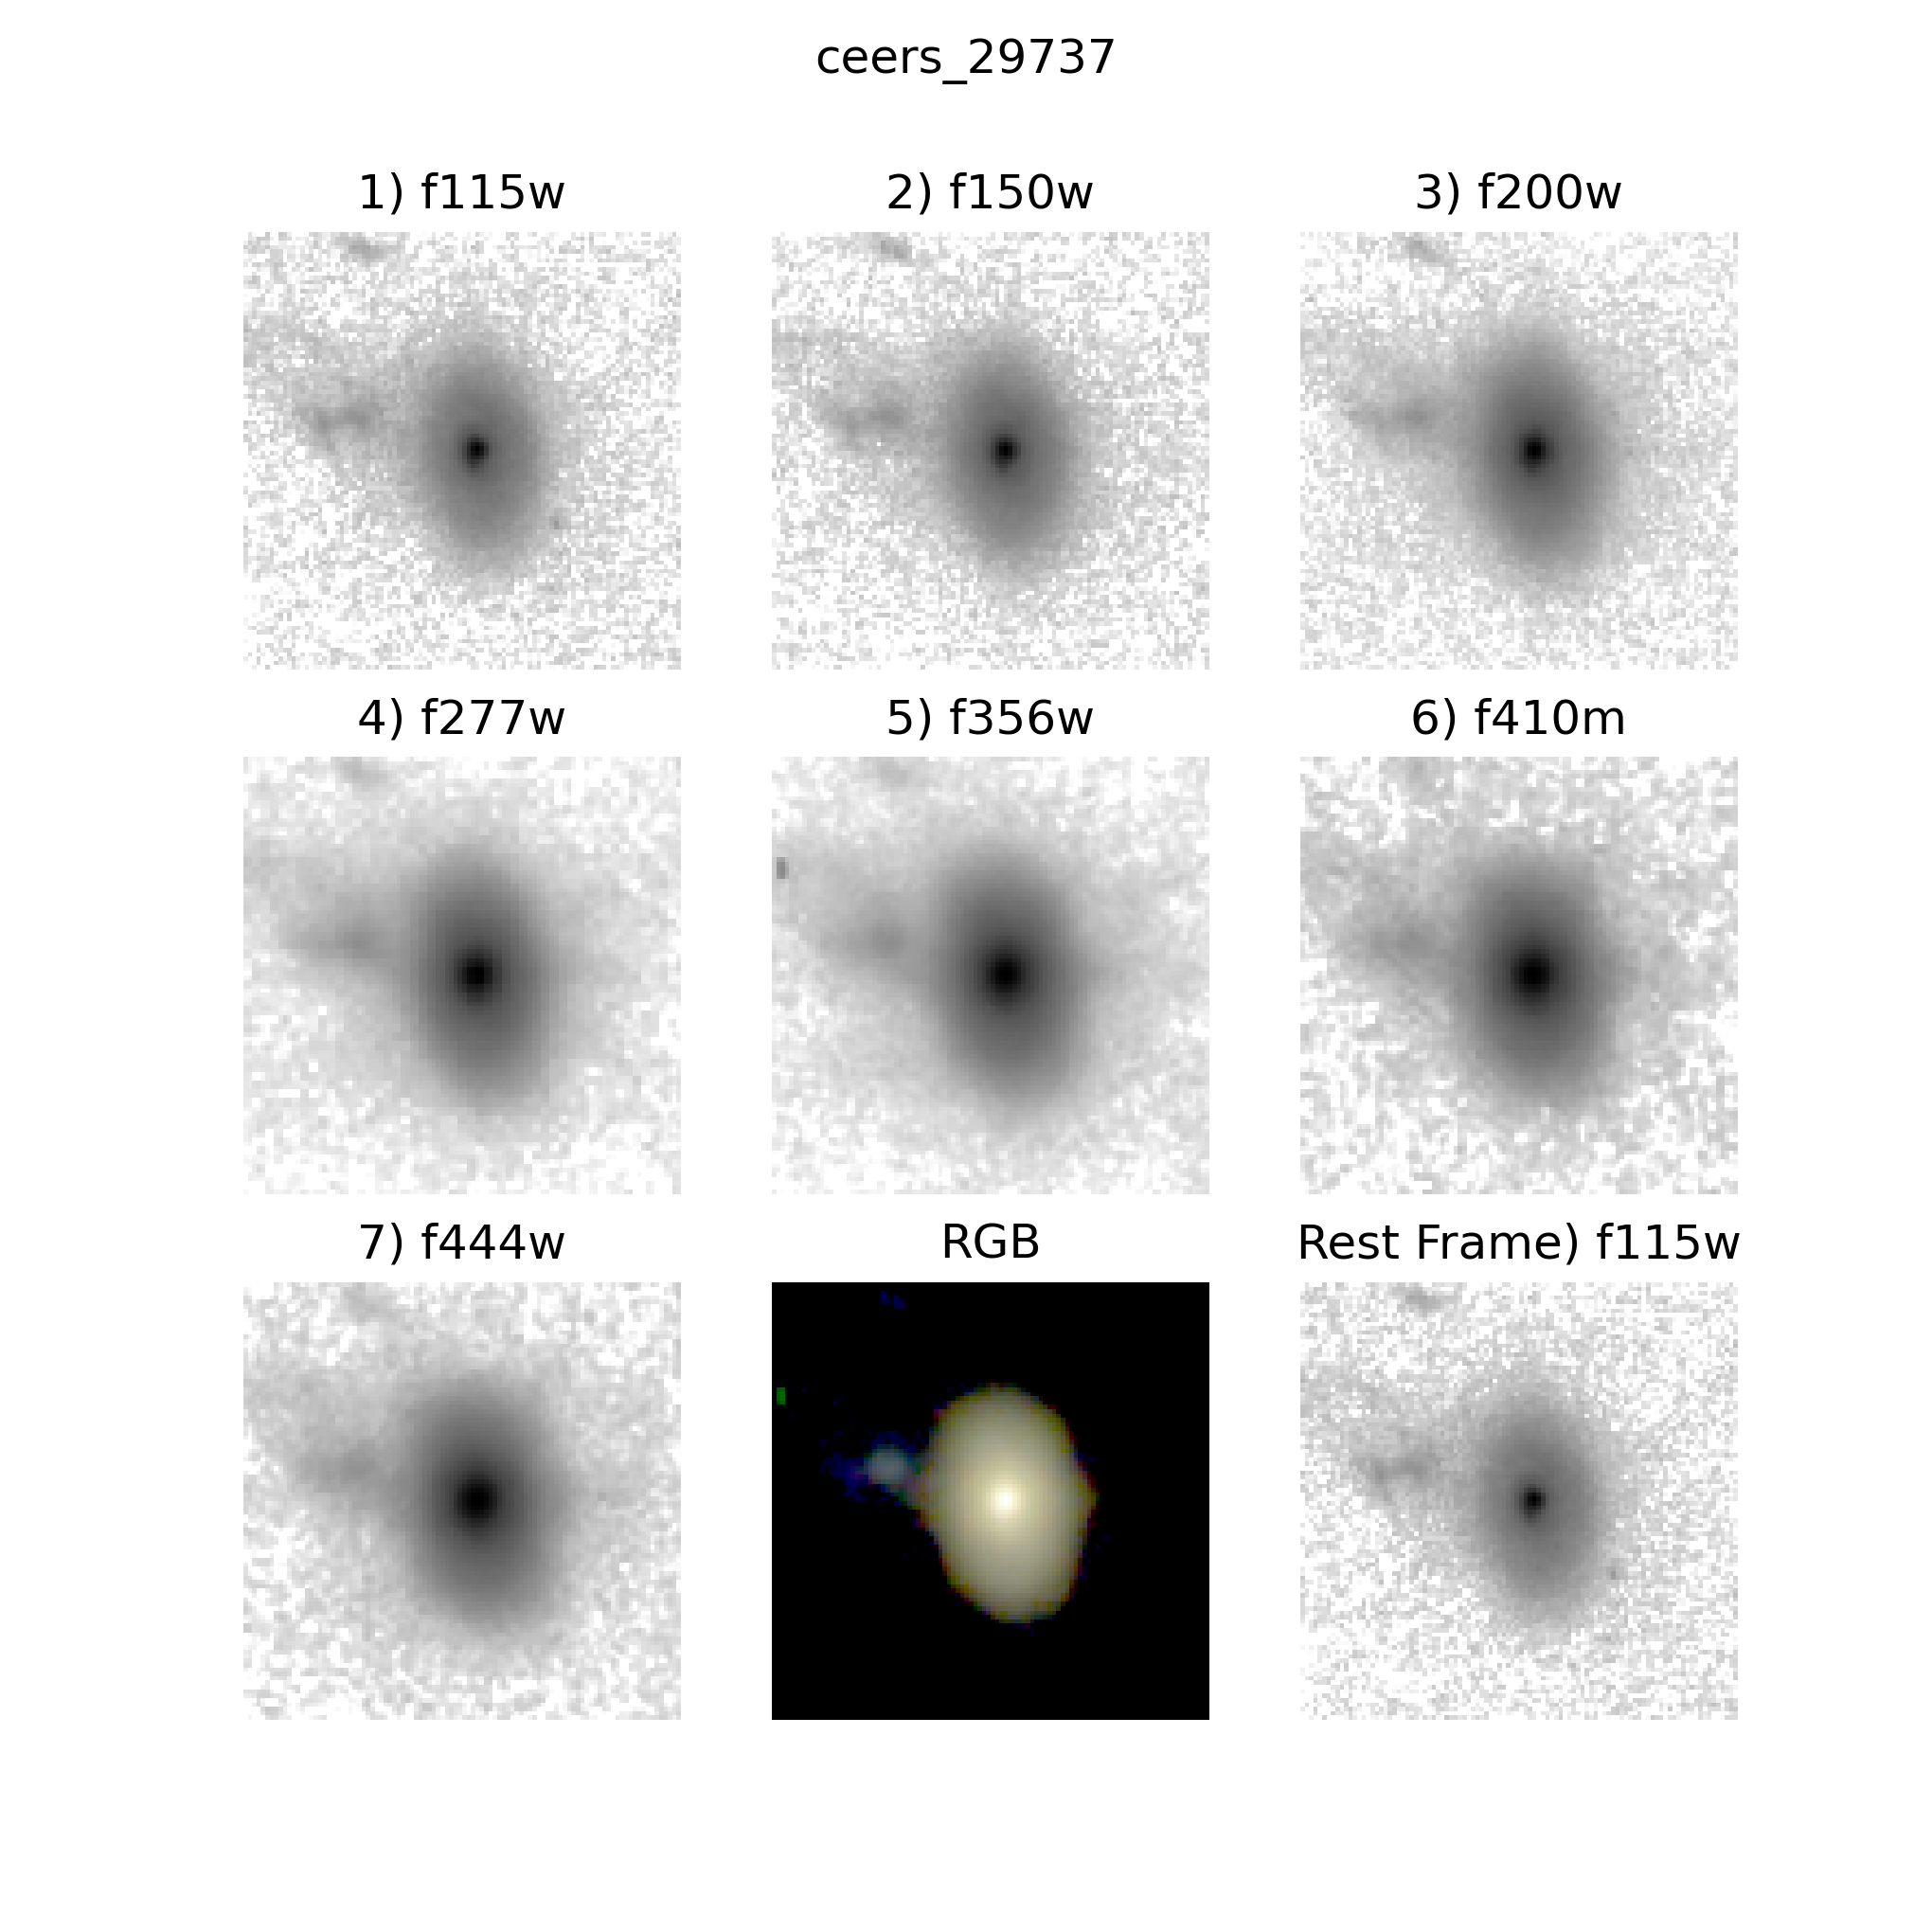 ceers_29737
1) f115w
2) f150w
3) f200w
4) f277w
5) f356w
6) f410m
7) f444w
RGB
Rest Frame) f115w